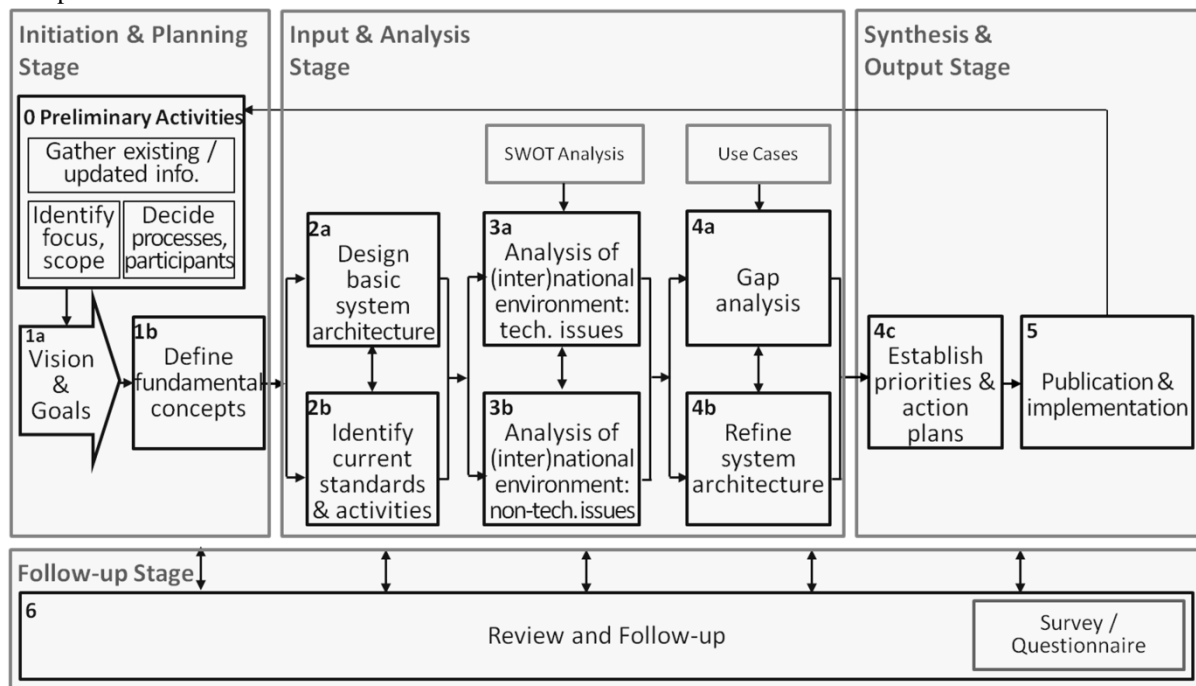 Initiation & Planning
Stage
0 Preliminary Activities
Gather existing /
updated info.
Identify
focus,
scope
Decide
processes,
participants
1a
Vision
&
Goals
1b
Define
fundamental
concepts
Input & Analysis
Stage
2a
Design
basic
system
architecture
2b
Identify
current
standards
& activities
SWOT Analysis
3a
Analysis of
(inter)national
environment:
tech. issues
3b
Analysis of
(inter)national
environment:
non-tech. issues
Use Cases
4a
Gap
analysis
4b
Refine
system
architecture
Synthesis &
Output Stage
4c
Establish
priorities &
action
plans
5
Publication &
implementation
Follow-up Stage
6
Review and Follow-up
Survey /
Questionnaire